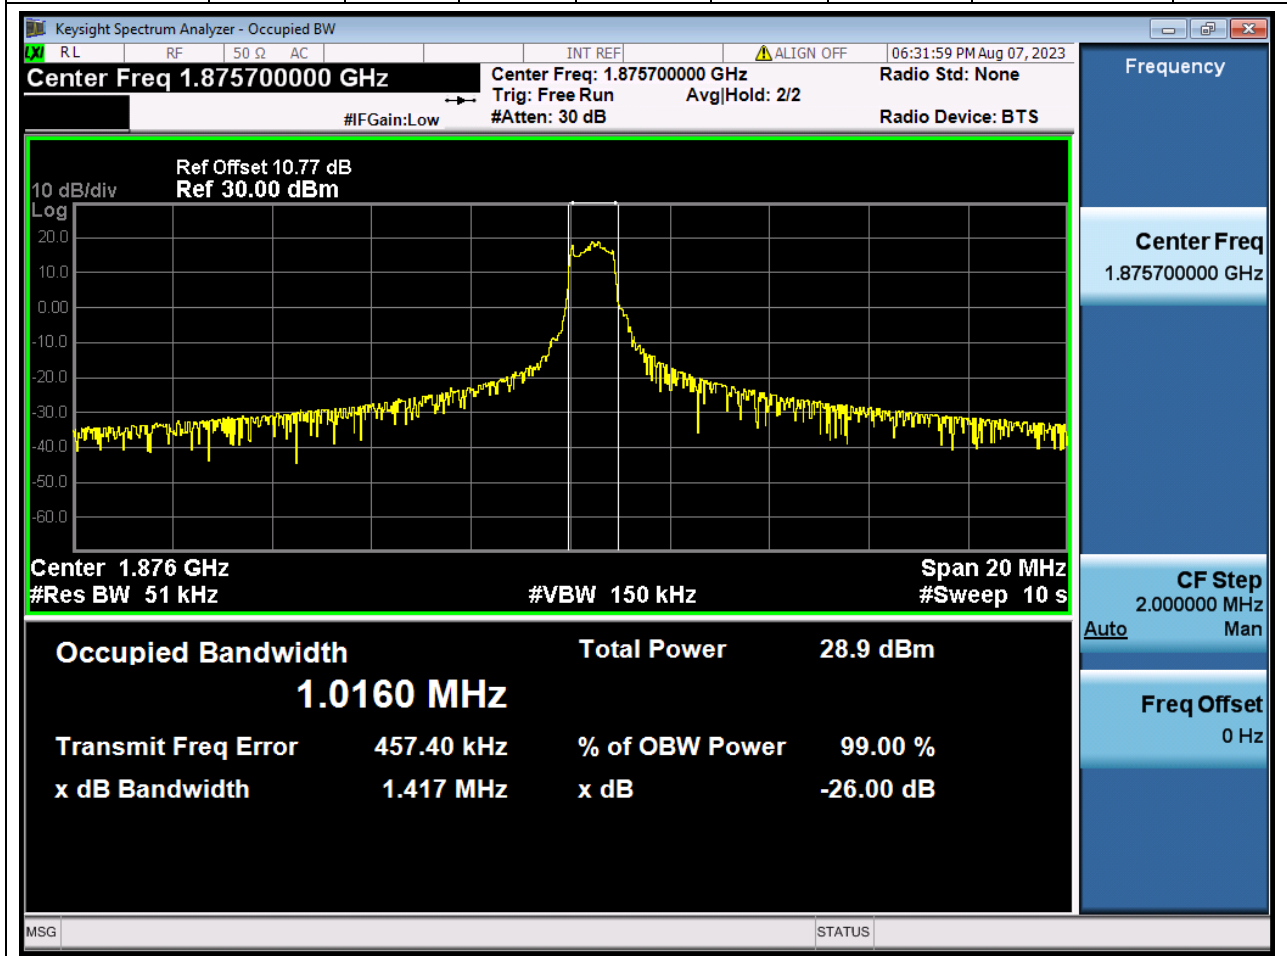 Keysight Spectrum Analyzer - Occupied BW
LXI RL RF 50 Ω AC INT REF ALIGN OFF 06:31:59 PM Aug 07, 2023
Center Freq 1.875700000 GHz
Center Freq: 1.875700000 GHz
Radio Std: None
Trig: Free Run Avg|Hold: 2/2
#IFGain:Low
#Atten: 30 dB
Radio Device: BTS
Ref Offset 10.77 dB
10 dB/div Ref 30.00 dBm
Log
20.0
10.0
0.00
-10.0
-20.0
-30.0
-40.0
-50.0
-60.0
Center 1.876 GHz Span 20 MHz
#Res BW 51 kHz #VBW 150 kHz #Sweep 10 s
Occupied Bandwidth Total Power 28.9 dBm
1.0160 MHz
Transmit Freq Error 457.40 kHz % of OBW Power 99.00 %
x dB Bandwidth 1.417 MHz x dB -26.00 dB
MSG STATUS
Frequency
Center Freq
1.875700000 GHz
CF Step
2.000000 MHz
Auto Man
Freq Offset
0 Hz